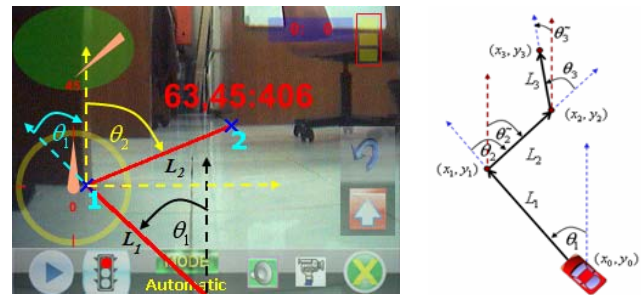 45
63,45:406
θ₁
θ₂
L₂
2
1
0
L₁
θ₁
MODE
Automatic
θ₃~
(x₃, y₃)
θ₃
L₃
(x₂, y₂)
θ₂~
θ₂
L₂
(x₁, y₁)
L₁
θ₁
(x₀, y₀)